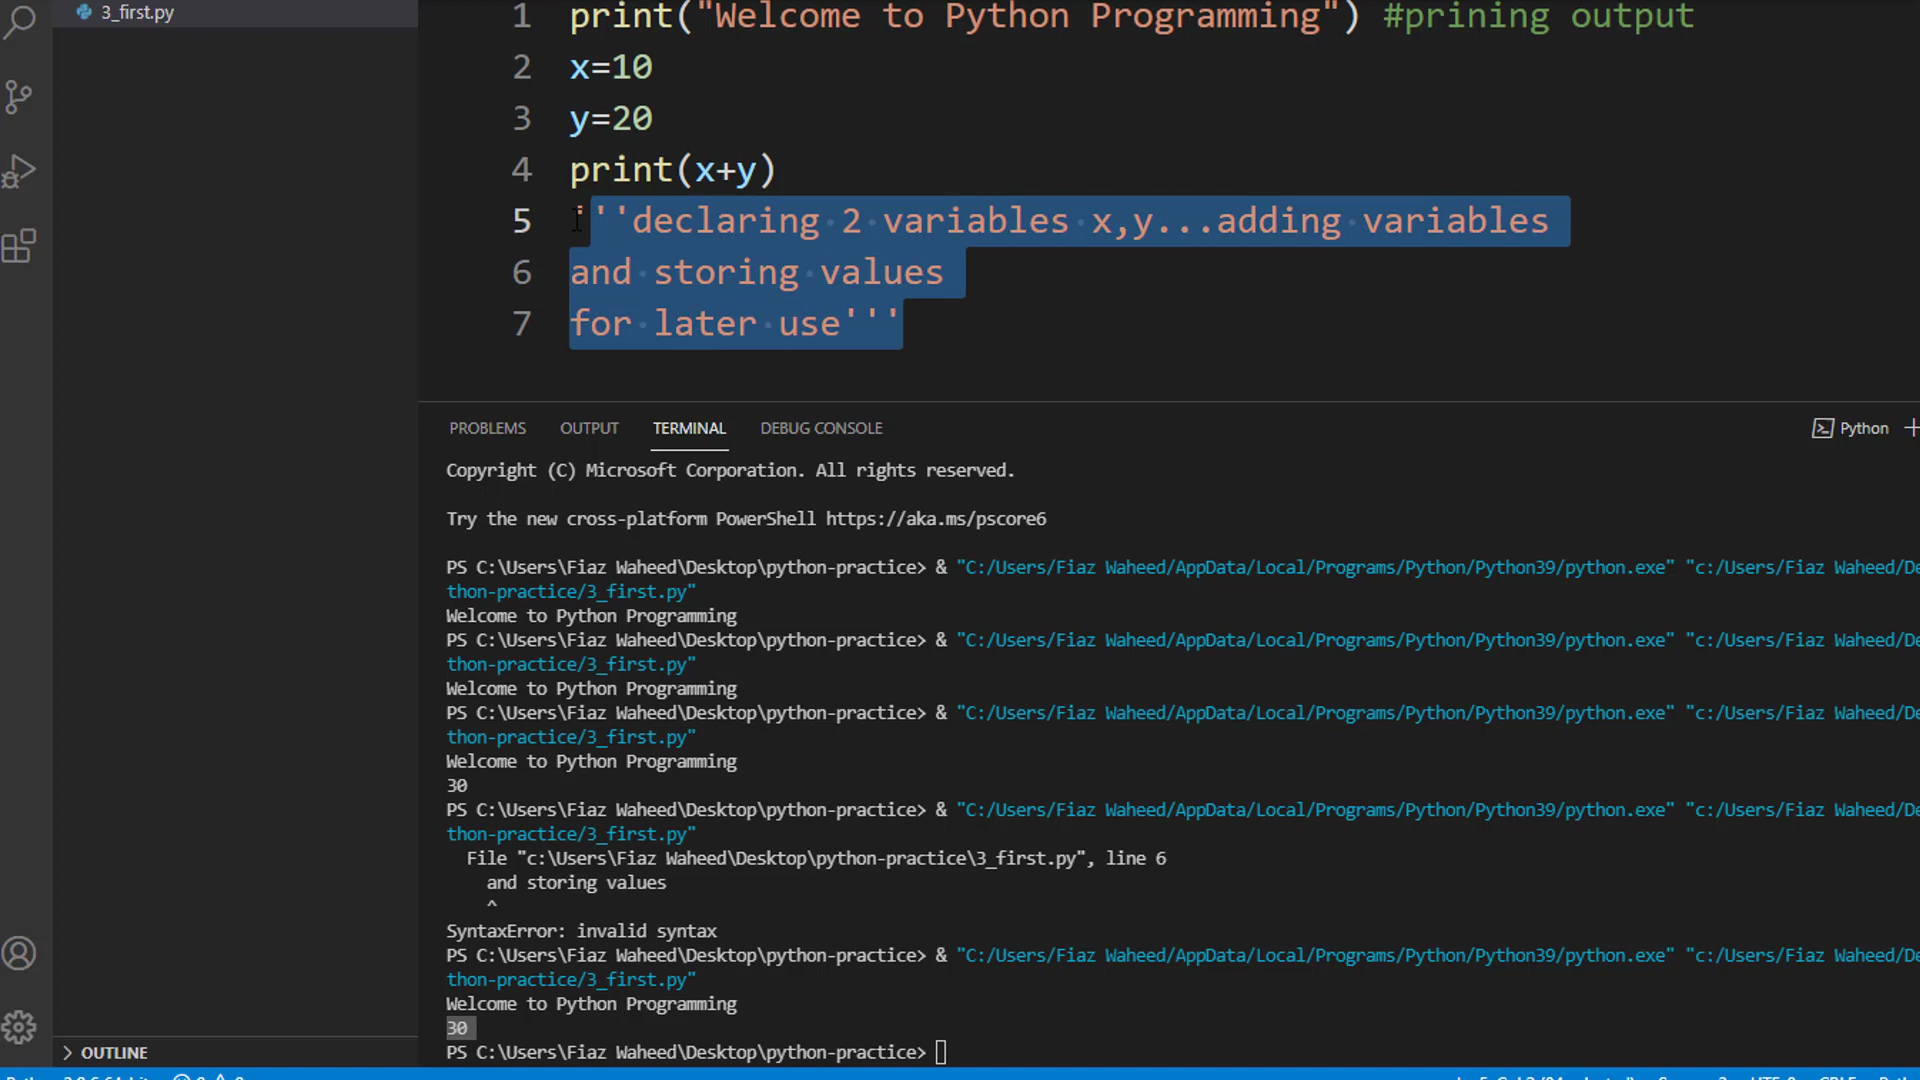 3_first.py
1 print("Welcome to Python Programming") #prining output
2 x=10
3 y=20
4 print(x+y)
5 '''declaring 2 variables x,y...adding variables
6 and storing values
7 for later use'''
PROBLEMS OUTPUT TERMINAL DEBUG CONSOLE Python
Copyright (C) Microsoft Corporation. All rights reserved.
Try the new cross-platform PowerShell https://aka.ms/pscore6
PS C:\Users\Fiaz Waheed\Desktop\python-practice> & "C:/Users/Fiaz Waheed/AppData/Local/Programs/Python/Python39/python.exe" "c:/Users/Fiaz Waheed/De
thon-practice/3_first.py"
Welcome to Python Programming
PS C:\Users\Fiaz Waheed\Desktop\python-practice> & "C:/Users/Fiaz Waheed/AppData/Local/Programs/Python/Python39/python.exe" "c:/Users/Fiaz Waheed/De
thon-practice/3_first.py"
Welcome to Python Programming
PS C:\Users\Fiaz Waheed\Desktop\python-practice> & "C:/Users/Fiaz Waheed/AppData/Local/Programs/Python/Python39/python.exe" "c:/Users/Fiaz Waheed/De
thon-practice/3_first.py"
Welcome to Python Programming
30
PS C:\Users\Fiaz Waheed\Desktop\python-practice> & "C:/Users/Fiaz Waheed/AppData/Local/Programs/Python/Python39/python.exe" "c:/Users/Fiaz Waheed/De
thon-practice/3_first.py"
File "c:\Users\Fiaz Waheed\Desktop\python-practice\3_first.py", line 6
and storing values
^
SyntaxError: invalid syntax
PS C:\Users\Fiaz Waheed\Desktop\python-practice> & "C:/Users/Fiaz Waheed/AppData/Local/Programs/Python/Python39/python.exe" "c:/Users/Fiaz Waheed/De
thon-practice/3_first.py"
Welcome to Python Programming
30
PS C:\Users\Fiaz Waheed\Desktop\python-practice>
OUTLINE